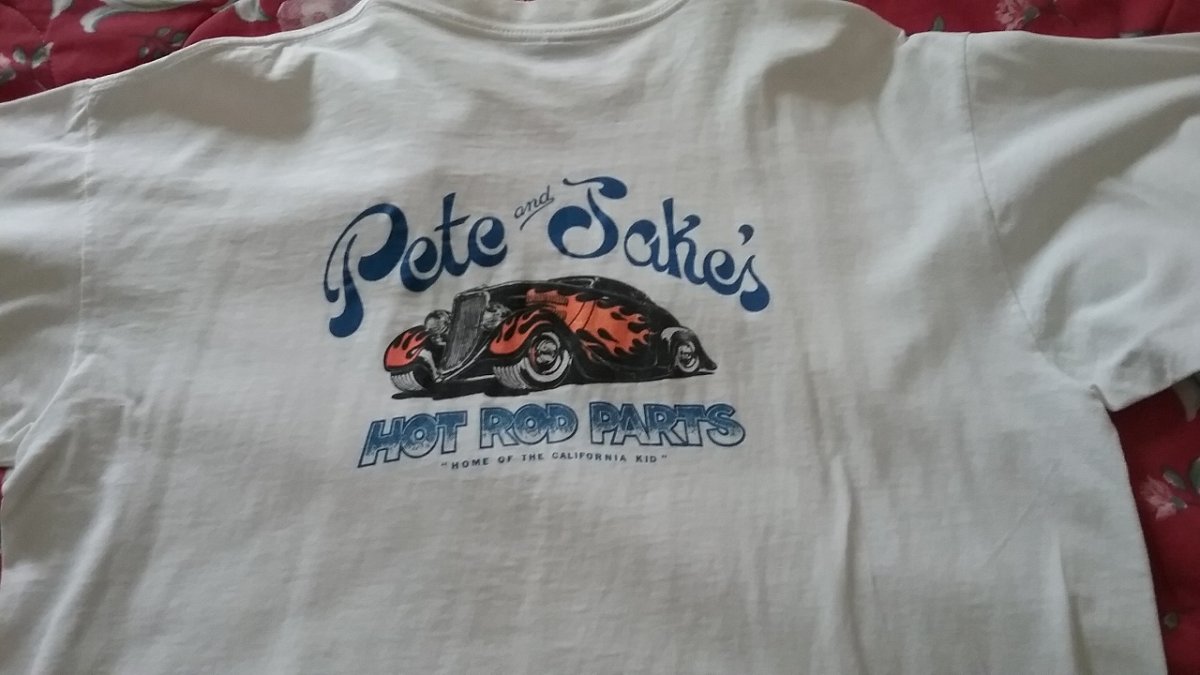 Pete and Jake's
HOT ROD PARTS
"HOME OF THE CALIFORNIA KID"